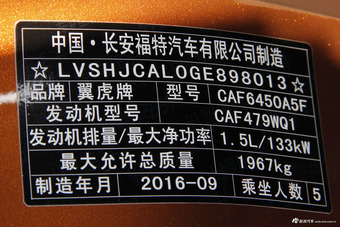 中国·长安福特汽车有限公司制造
☆LVSHJCAL0GE898013☆
品牌 翼虎牌 型号 CAF6450A5F
发动机型号 CAF479WQ1
发动机排量/最大净功率 1.5L/133kW
最大允许总质量 1967kg
制造年月 2016-09 乘坐人数 5